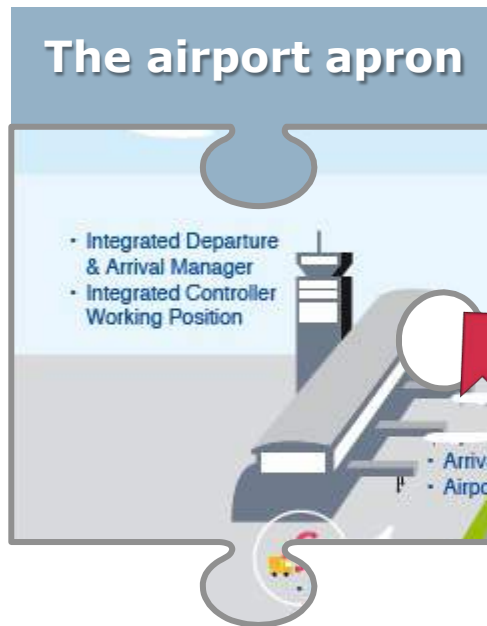 The airport apron
• Integrated Departure
& Arrival Manager
• Integrated Controller
Working Position
•
•